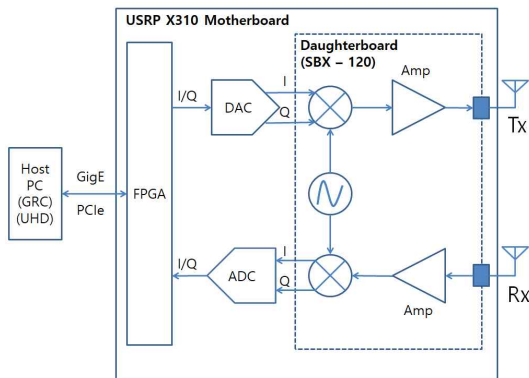 USRP X310 Motherboard
Daughterboard
(SBX – 120)
Amp
I/Q
DAC
I
Q
Tx
Host
PC
(GRC)
(UHD)
GigE
PCIe
FPGA
I/Q
ADC
I
Q
Amp
Rx